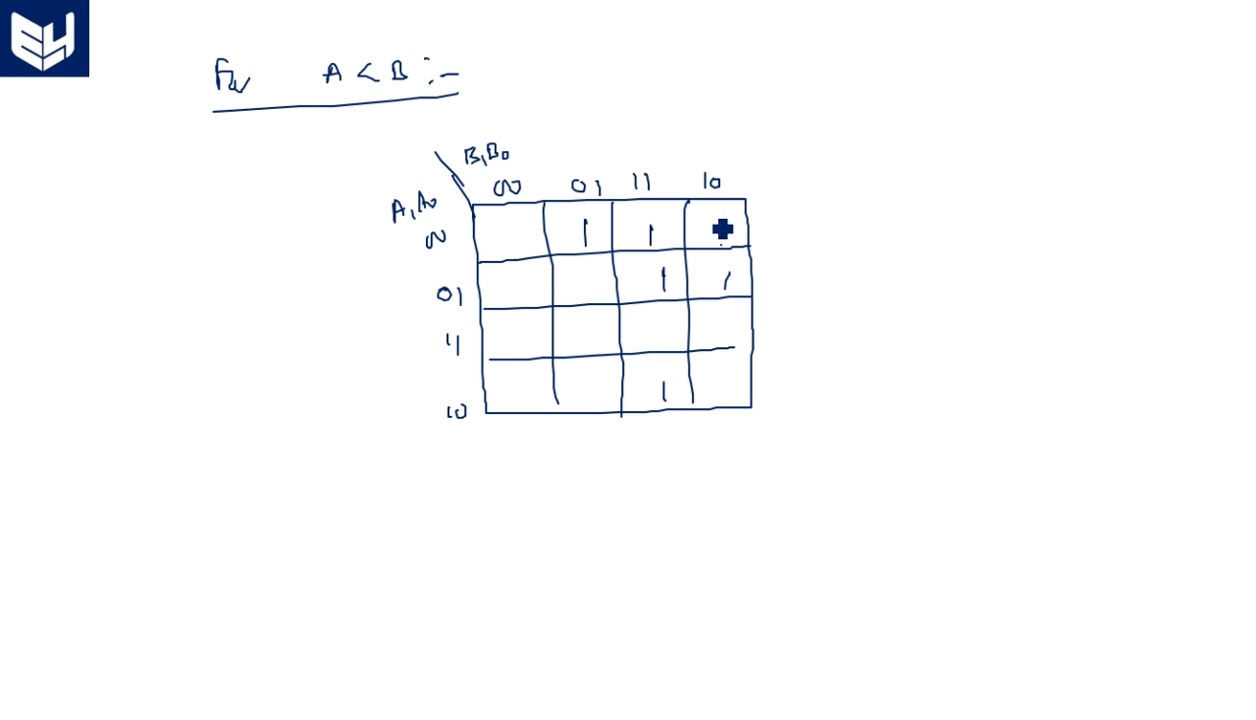 For A < B :-
B₁B₀
00 01 11 10
A₁A₀
00 1 1
01 1 1
11
10 1